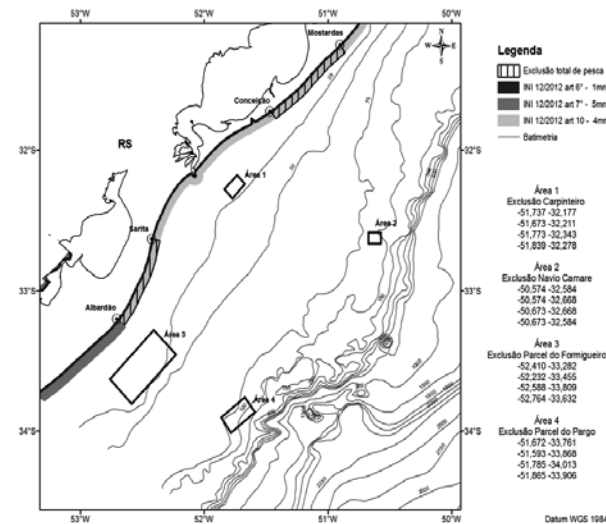 53°W 52°W 51°W 50°W
Mostardas
N
W E
S
Conceição
RS
32°S
32°S
Área 1
Sarita
Área 2
33°S
33°S
Albardão
Área 3
Área 4
34°S
34°S
53°W 52°W 51°W 50°W
Legenda
Exclusão total de pesca
INI 12/2012 art 6° - 1mn
INI 12/2012 art 7° - 5mn
INI 12/2012 art 10 - 4mn
Batimetria
Área 1
Exclusão Carpinteiro
-51,737 -32,177
-51,673 -32,211
-51,773 -32,343
-51,839 -32,278
Área 2
Exclusão Navio Camare
-50,574 -32,584
-50,574 -32,668
-50,673 -32,668
-50,673 -32,584
Área 3
Exclusão Parcel do Formigueiro
-52,410 -33,282
-52,232 -33,455
-52,588 -33,809
-52,764 -33,632
Área 4
Exclusão Parcel do Pargo
-51,672 -33,761
-51,593 -33,868
-51,785 -34,013
-51,865 -33,906
Datum WGS 1984